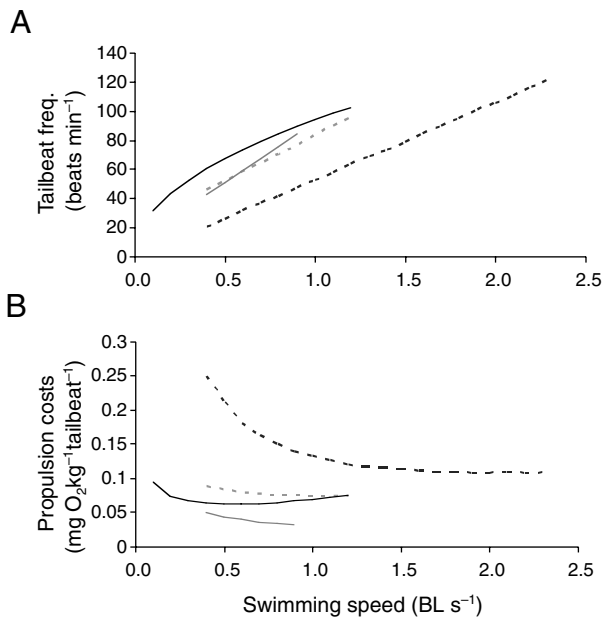 A
Tailbeat freq.
(beats min⁻¹)
140
120
100
80
60
40
20
0
0.0 0.5 1.0 1.5 2.0 2.5
B
Propulsion costs
(mg O₂kg⁻¹tailbeat⁻¹)
0.3
0.25
0.2
0.15
0.1
0.05
0
0.0 0.5 1.0 1.5 2.0 2.5
Swimming speed (BL s⁻¹)